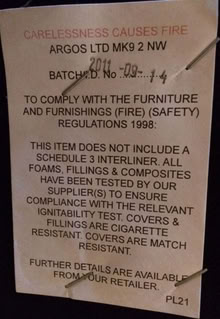 CARELESSNESS CAUSES FIRE
ARGOS LTD MK9 2 NW
2011 -09- 14
BATCH/I.D. No ...............
TO COMPLY WITH THE FURNITURE
AND FURNISHINGS (FIRE) (SAFETY)
REGULATIONS 1998:
THIS ITEM DOES NOT INCLUDE A
SCHEDULE 3 INTERLINER. ALL
FOAMS, FILLINGS & COMPOSITES
HAVE BEEN TESTED BY OUR
SUPPLIER(S) TO ENSURE
COMPLIANCE WITH THE RELEVANT
IGNITABILITY TEST. COVERS &
FILLINGS ARE CIGARETTE
RESISTANT. COVERS ARE MATCH
RESISTANT.
FURTHER DETAILS ARE AVAILABLE
FROM YOUR RETAILER.
PL21